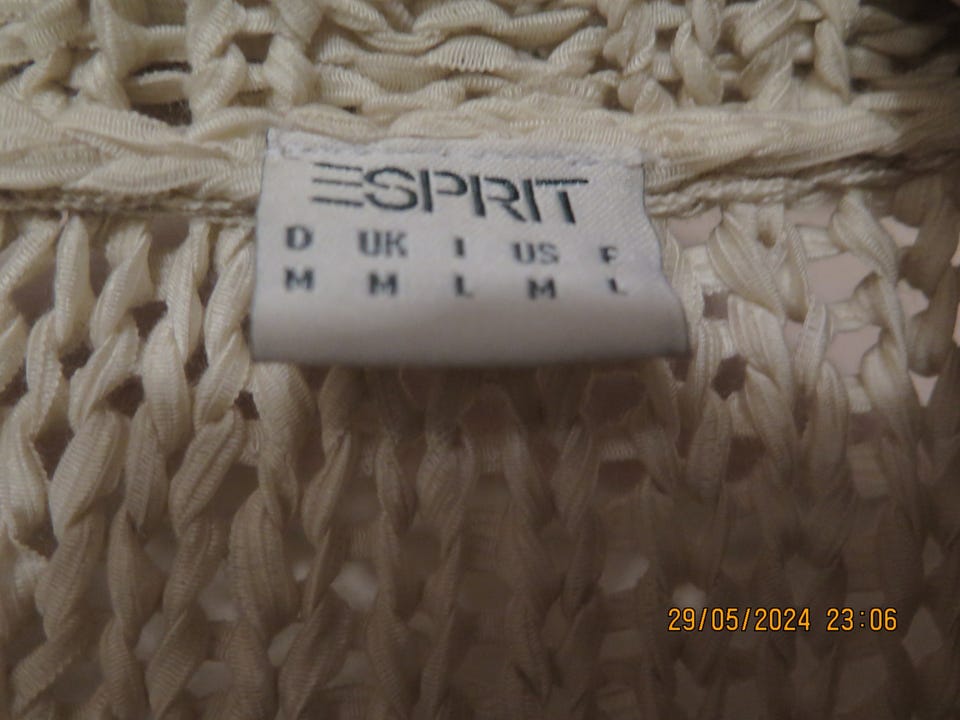 ESPRIT
D UK I US F
M M L M L
29/05/2024 23:06